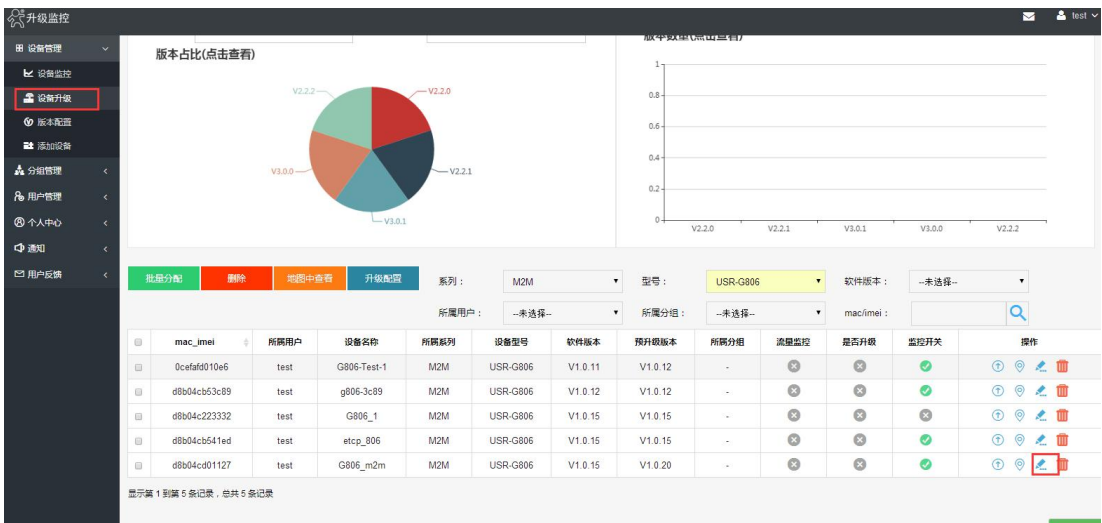 升级监控
test
设备管理
设备监控
设备升级
版本配置
添加设备
分组管理
用户管理
个人中心
通知
用户反馈
版本占比(点击查看)
V2.2.2
V2.2.0
V3.0.0
V2.2.1
V3.0.1
版本数量(点击查看)
1
0.8
0.6
0.4
0.2
0
V2.2.0 V2.2.1 V3.0.1 V3.0.0 V2.2.2
批量分配 删除 地图中查看 升级配置 系列： M2M 型号： USR-G806 软件版本： --未选择--
所属用户： --未选择-- 所属分组： --未选择-- mac/imei：
mac_imei 所属用户 设备名称 所属系列 设备型号 软件版本 预升级版本 所属分组 流量监控 是否升级 监控开关 操作
0cefafd010e6 test G806-Test-1 M2M USR-G806 V1.0.11 V1.0.12 -
d8b04cb53c89 test g806-3c89 M2M USR-G806 V1.0.12 V1.0.12 -
d8b04c223332 test G806_1 M2M USR-G806 V1.0.15 V1.0.15 -
d8b04cb541ed test etcp_806 M2M USR-G806 V1.0.15 V1.0.15 -
d8b04cd01127 test G806_m2m M2M USR-G806 V1.0.15 V1.0.20 -
显示第 1 到第 5 条记录，总共 5 条记录